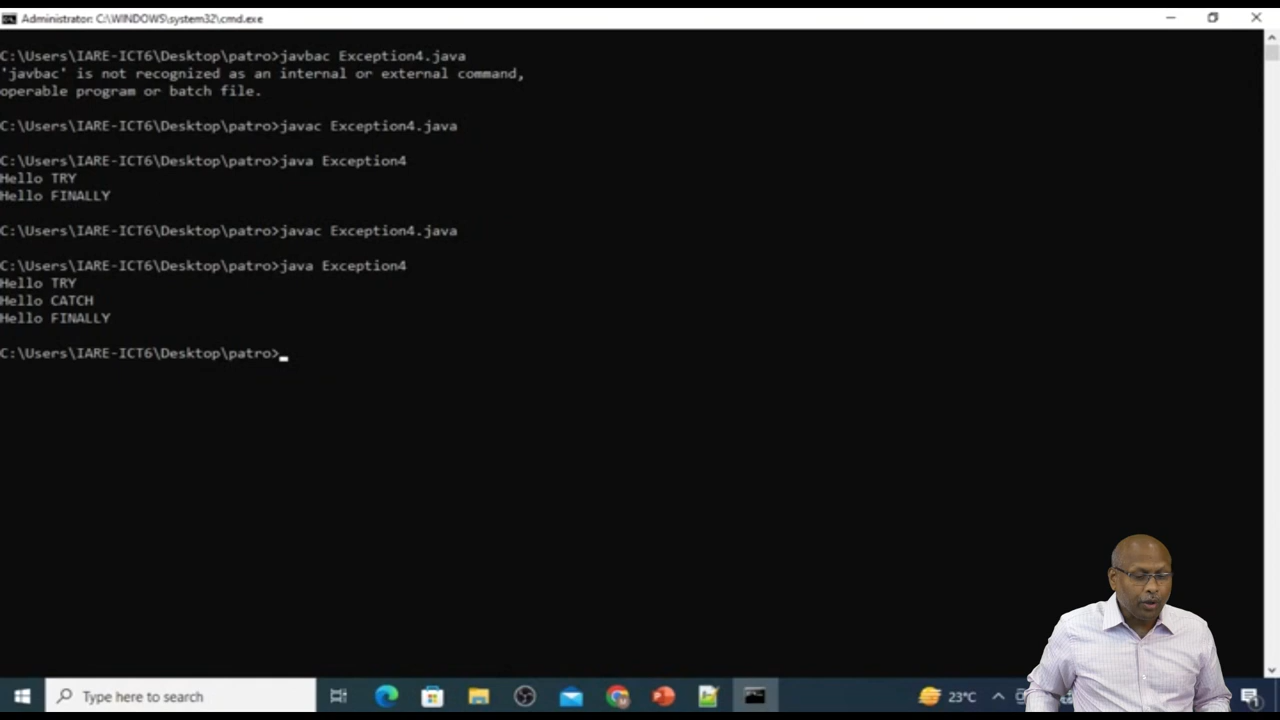 Administrator: C:\WINDOWS\system32\cmd.exe
C:\Users\IARE-ICT6\Desktop\patro>javbac Exception4.java
'javbac' is not recognized as an internal or external command,
operable program or batch file.
C:\Users\IARE-ICT6\Desktop\patro>javac Exception4.java
C:\Users\IARE-ICT6\Desktop\patro>java Exception4
Hello TRY
Hello FINALLY
C:\Users\IARE-ICT6\Desktop\patro>javac Exception4.java
C:\Users\IARE-ICT6\Desktop\patro>java Exception4
Hello TRY
Hello CATCH
Hello FINALLY
C:\Users\IARE-ICT6\Desktop\patro>
Type here to search
23°C